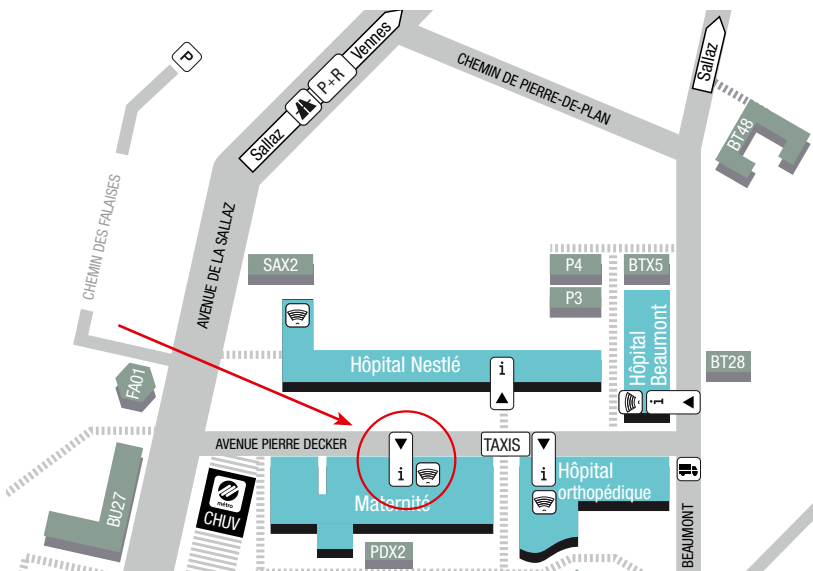 P
Vennes
P+R
Sallaz
CHEMIN DE PIERRE-DE-PLAN
Sallaz
BT48
CHEMIN DES FALAISES
AVENUE DE LA SALLAZ
SAX2
P4
BTX5
P3
Hôpital Nestlé
i
Hôpital
Beaumont
i
BT28
FA01
AVENUE PIERRE DECKER
TAXIS
i
Maternité
i
Hôpital
orthopédique
BU27
métro
CHUV
PDX2
BEAUMONT